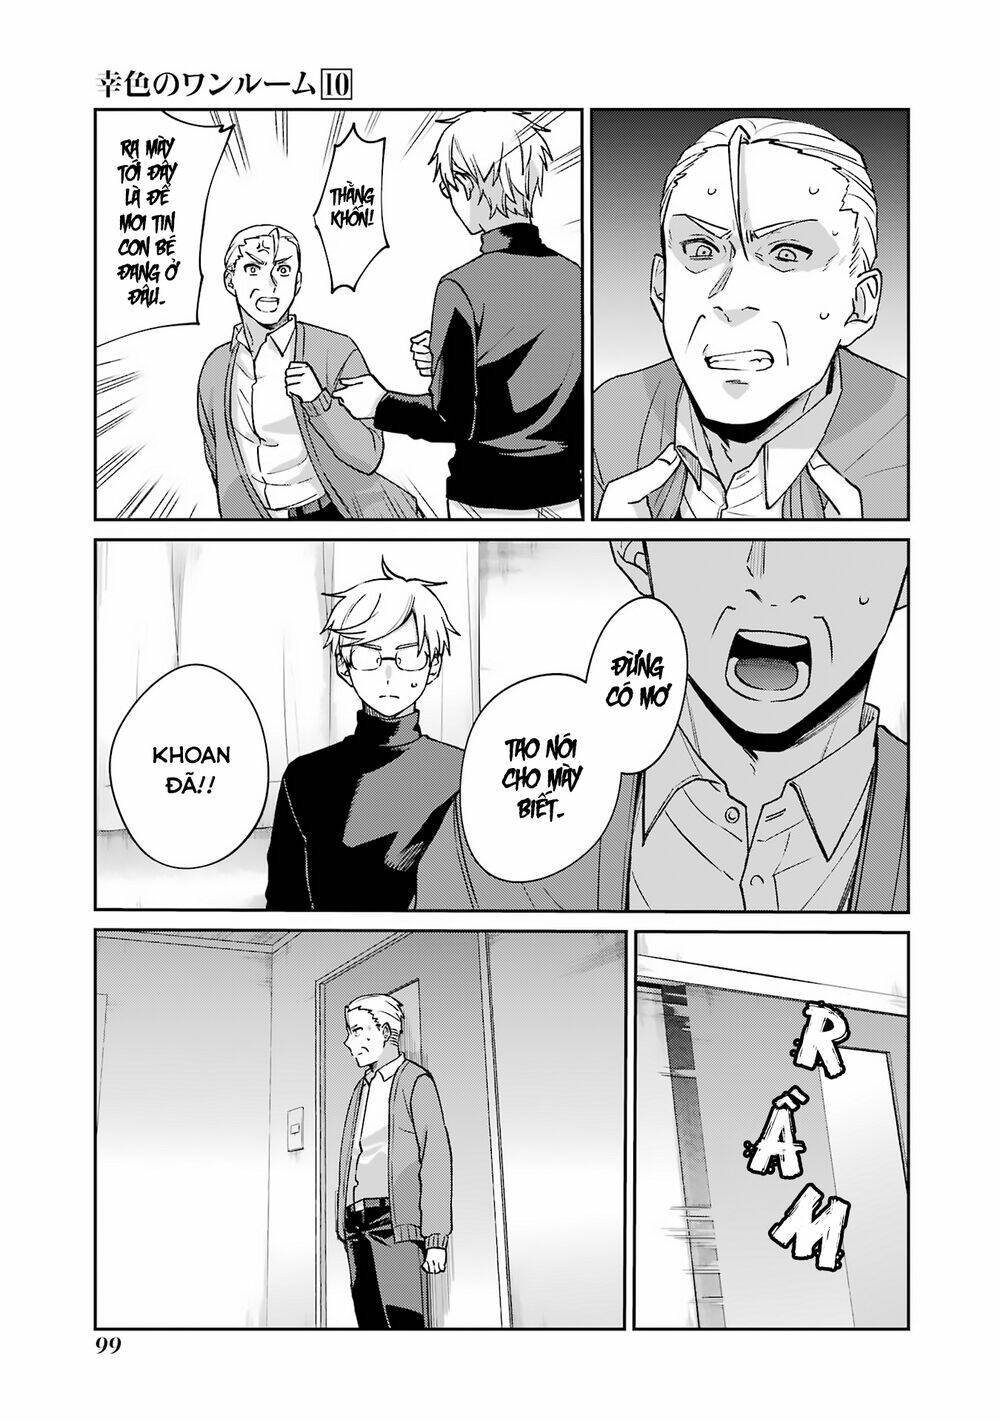 幸色のワンルーム10
THẰNG
KHỐN!
RA MÀY
TỚI ĐÂY
LÀ ĐỂ
MOI TIN
CON BÉ
ĐANG Ở
ĐÂU..
ĐỪNG
CÓ MƠ
TAO NÓI
CHO MÀY
BIẾT..
KHOAN
ĐÃ!!
RẦM
99